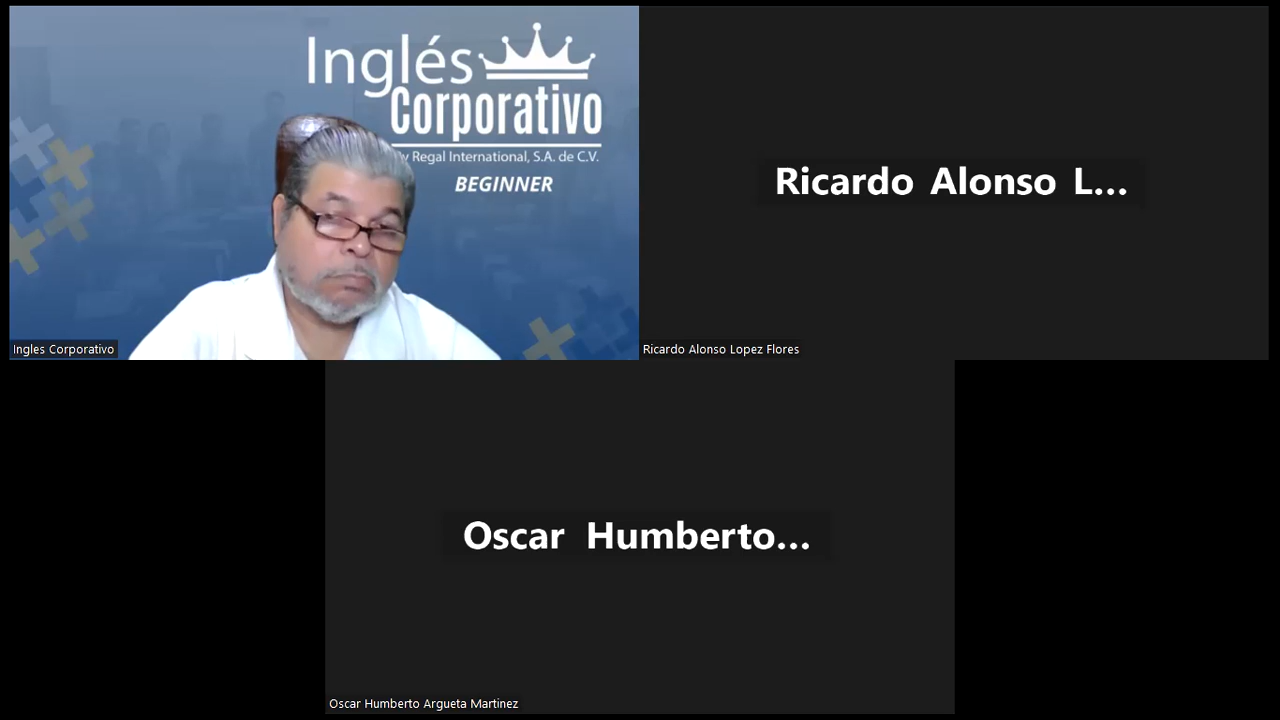 Inglés
Corporativo
y Regal International, S.A. de C.V.
BEGINNER
Ingles Corporativo
Ricardo Alonso L...
Ricardo Alonso Lopez Flores
Oscar Humberto...
Oscar Humberto Argueta Martinez